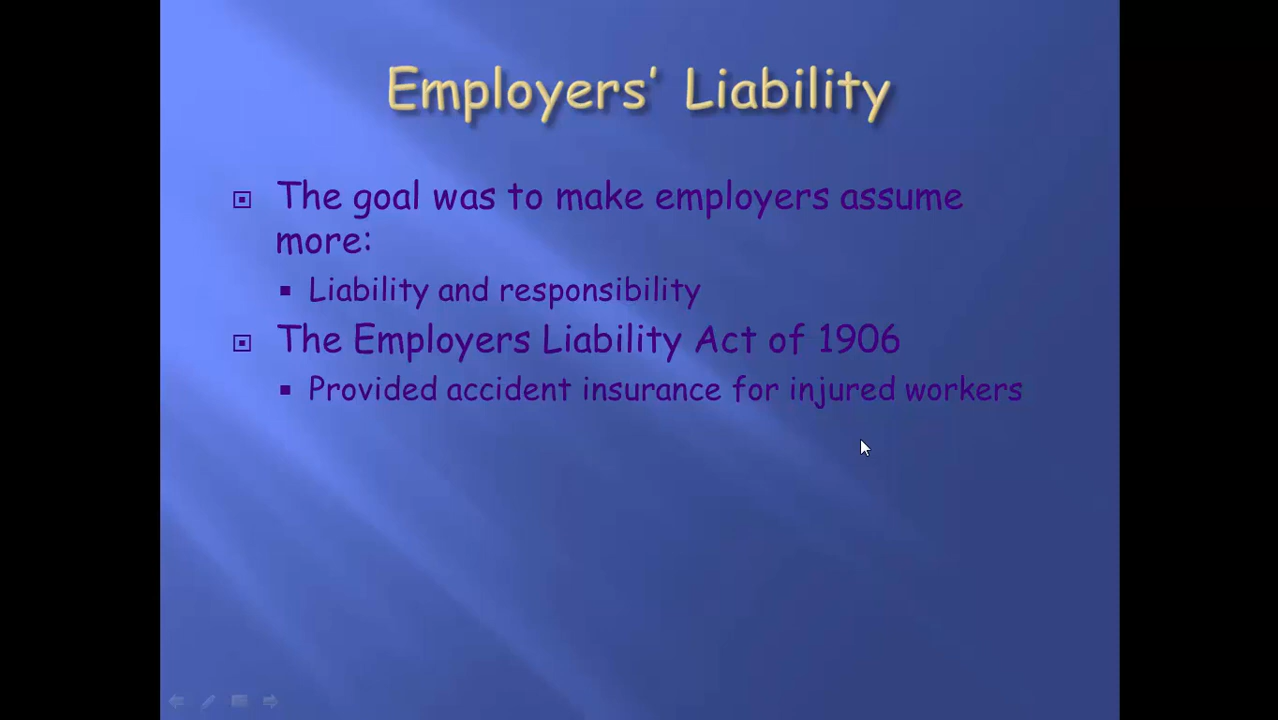 Employers' Liability
The goal was to make employers assume
more:
Liability and responsibility
The Employers Liability Act of 1906
Provided accident insurance for injured workers